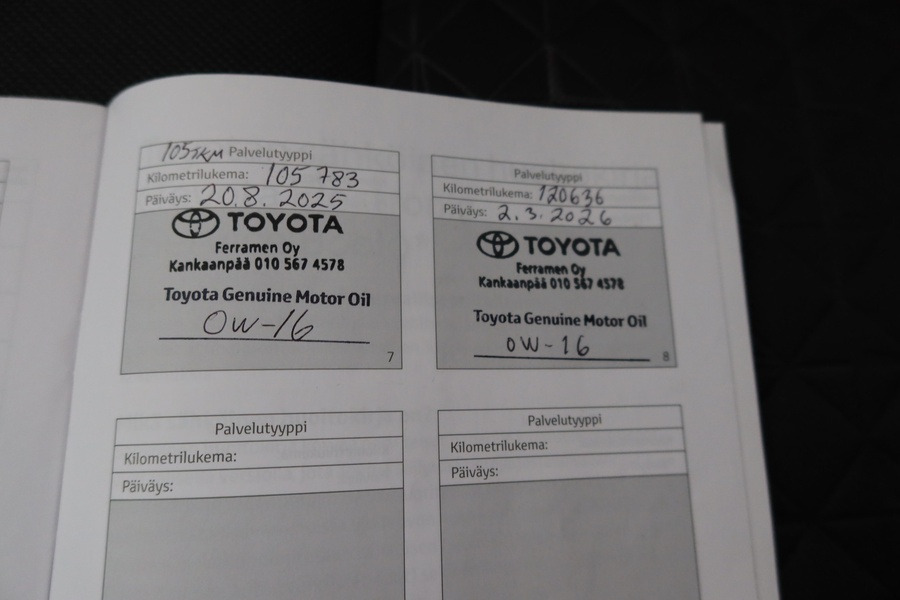 105TKM Palvelutyyppi
Kilometrilukema: 105 783
Päiväys: 20.8. 2025
TOYOTA
Ferramen Oy
Kankaanpää 010 567 4578
Toyota Genuine Motor Oil
0W-16
7
Palvelutyyppi
Kilometrilukema: 120636
Päiväys: 2.3.2026
TOYOTA
Ferramen Oy
Kankaanpää 010 567 4578
Toyota Genuine Motor Oil
0W-16
8
Palvelutyyppi
Kilometrilukema:
Päiväys:
Palvelutyyppi
Kilometrilukema:
Päiväys: